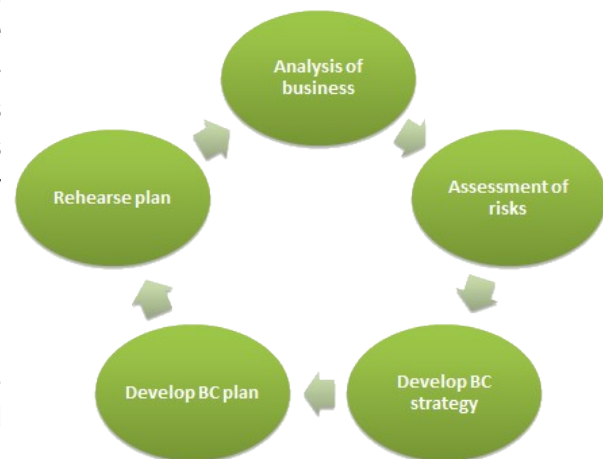 Analysis of
business
Assessment of
risks
Develop BC
strategy
Develop BC plan
Rehearse plan